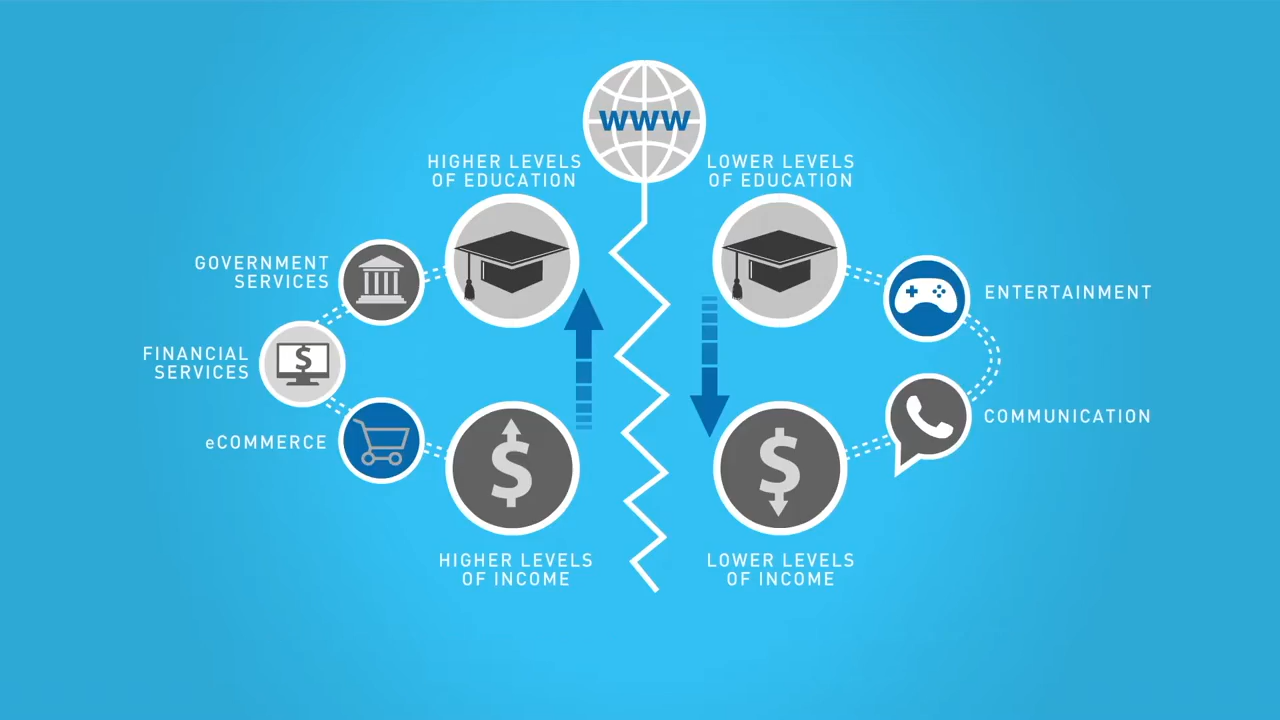 WWW
HIGHER LEVELS
OF EDUCATION
LOWER LEVELS
OF EDUCATION
GOVERNMENT
SERVICES
ENTERTAINMENT
$
FINANCIAL
SERVICES
COMMUNICATION
eCOMMERCE
$
$
HIGHER LEVELS
OF INCOME
LOWER LEVELS
OF INCOME